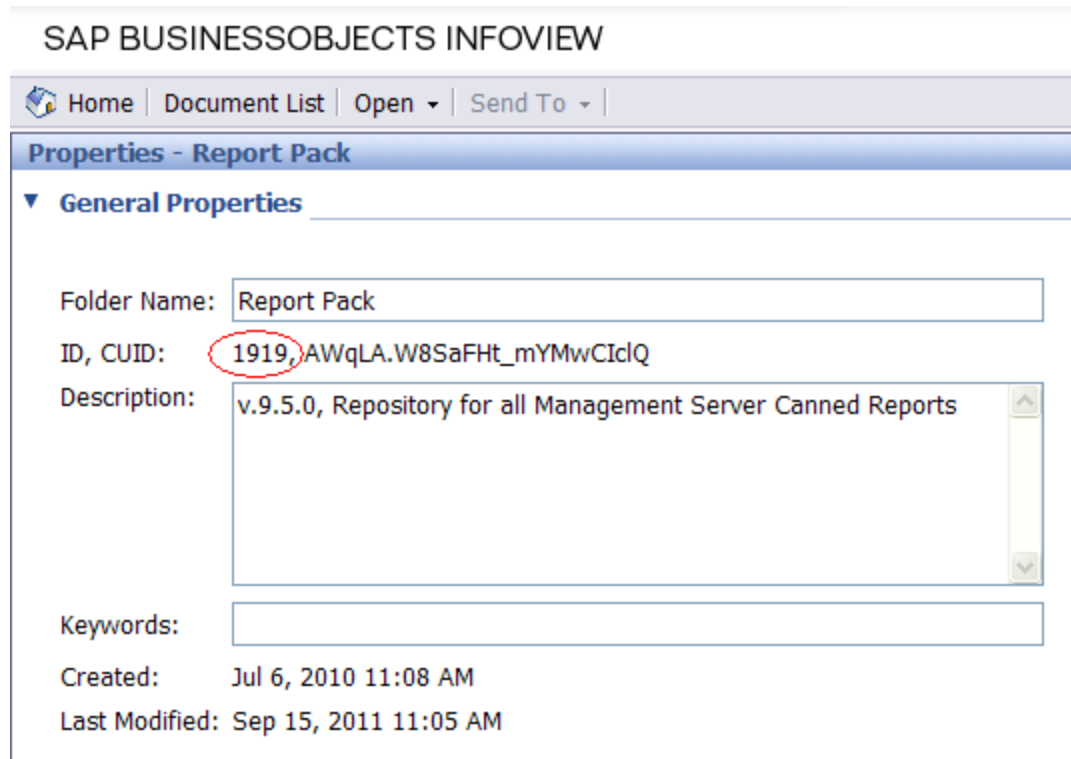 SAP BUSINESSOBJECTS INFOVIEW
Home | Document List | Open | Send To |
Properties - Report Pack
General Properties
Folder Name: Report Pack
ID, CUID: 1919, AWqLA.W8SaFHt_mYMwCIclQ
Description: v.9.5.0, Repository for all Management Server Canned Reports
Keywords:
Created: Jul 6, 2010 11:08 AM
Last Modified: Sep 15, 2011 11:05 AM